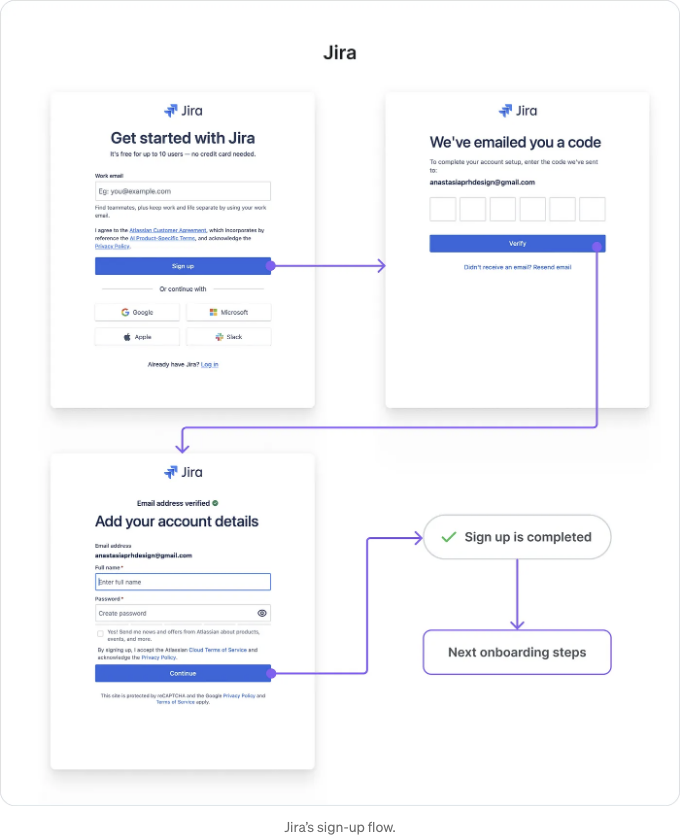 Jira
Jira
Get started with Jira
It's free for up to 10 users — no credit card needed.
Work email
Eg: you@example.com
Find teammates, plus keep work and life separate by using your work
email.
I agree to the Atlassian Customer Agreement, which incorporates by
reference the AI Product-Specific Terms, and acknowledge the
Privacy Policy.
Sign up
Or continue with
Google
Microsoft
Apple
Slack
Already have Jira? Log in
Jira
We've emailed you a code
To complete your account setup, enter the code we've sent
to:
anastasiaprhdesign@gmail.com
Verify
Didn't receive an email? Resend email
Jira
Email address verified
Add your account details
Email address
anastasiaprhdesign@gmail.com
Full name*
Enter full name
Password*
Create password
Yes! Send me news and offers from Atlassian about products,
events, and more.
By signing up, I accept the Atlassian Cloud Terms of Service and
acknowledge the Privacy Policy.
Continue
This site is protected by reCAPTCHA and the Google Privacy Policy and
Terms of Service apply.
Sign up is completed
Next onboarding steps
Jira's sign-up flow.